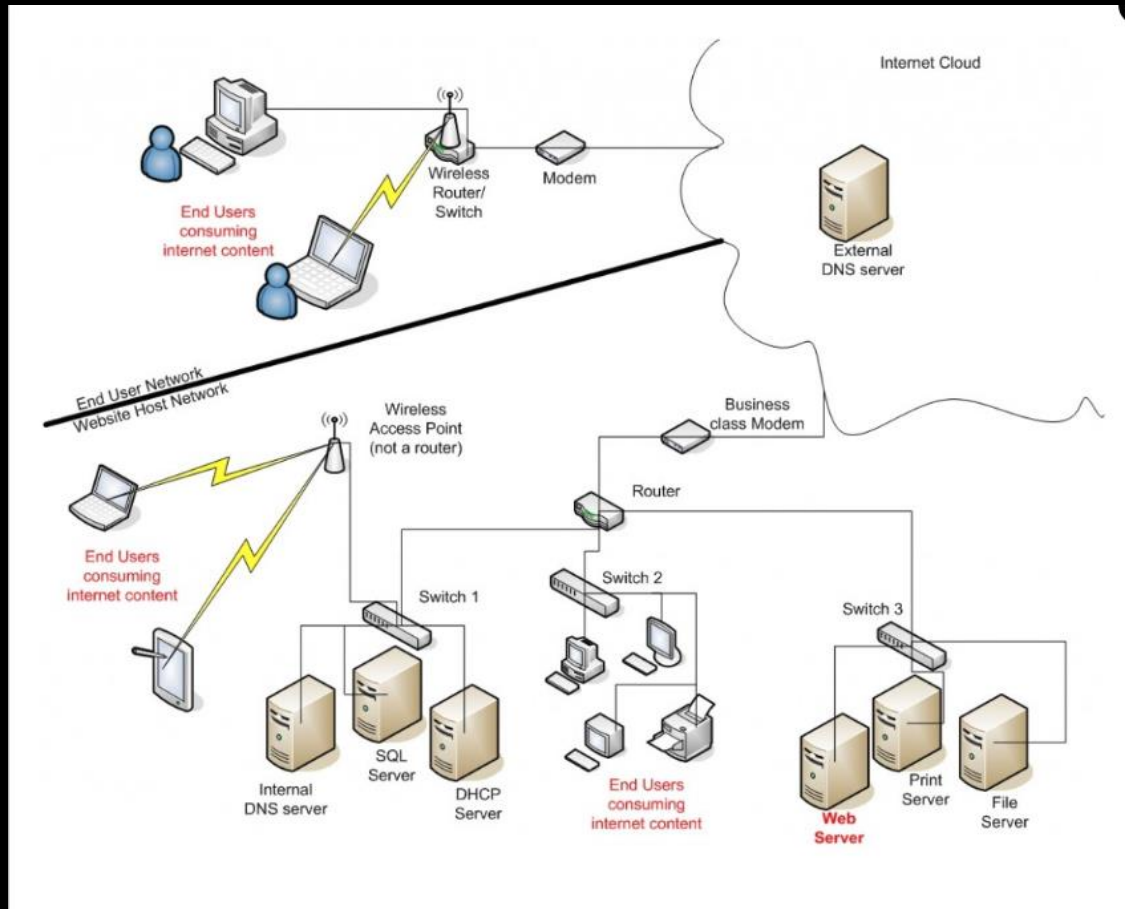 Internet Cloud
Wireless
Router/
Switch
Modem
End Users
consuming
internet content
External
DNS server
End User Network
Website Host Network
Wireless
Access Point
(not a router)
Business
class Modem
Router
End Users
consuming
internet content
Switch 1
Switch 2
Switch 3
Internal
DNS server
SQL
Server
DHCP
Server
End Users
consuming
internet content
Web
Server
Print
Server
File
Server